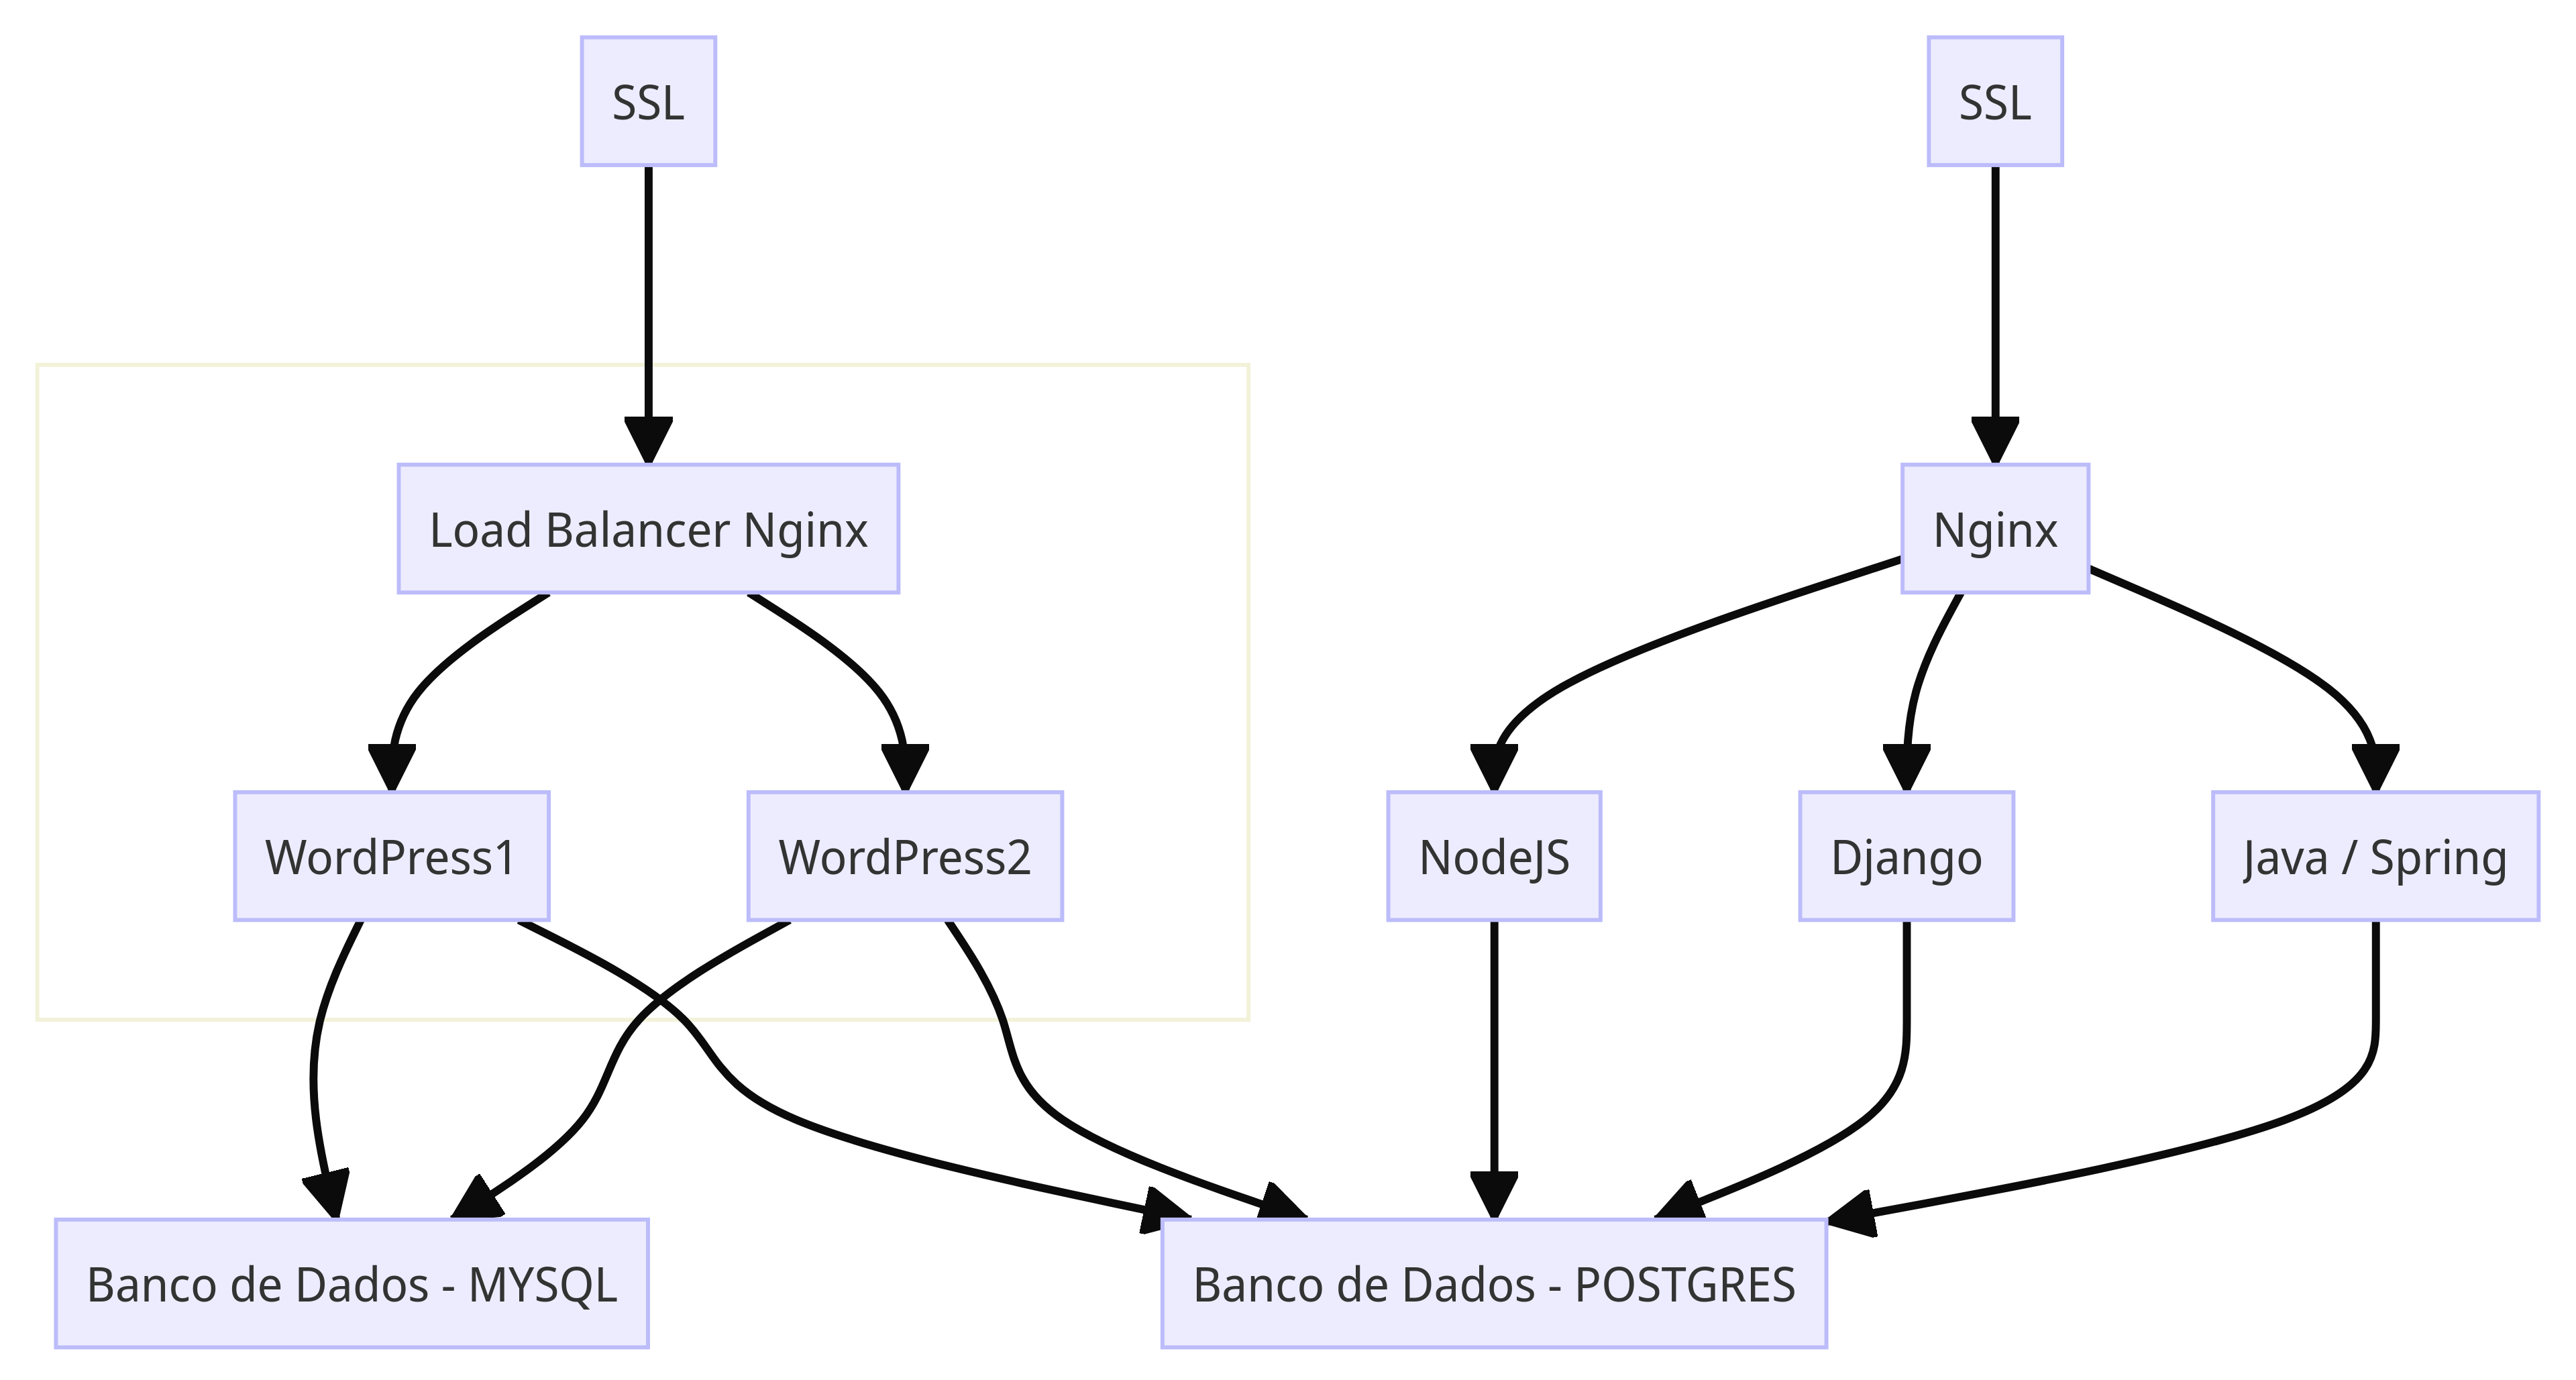 SSL
SSL
Load Balancer Nginx
Nginx
WordPress1
WordPress2
NodeJS
Django
Java / Spring
Banco de Dados - MYSQL
Banco de Dados - POSTGRES